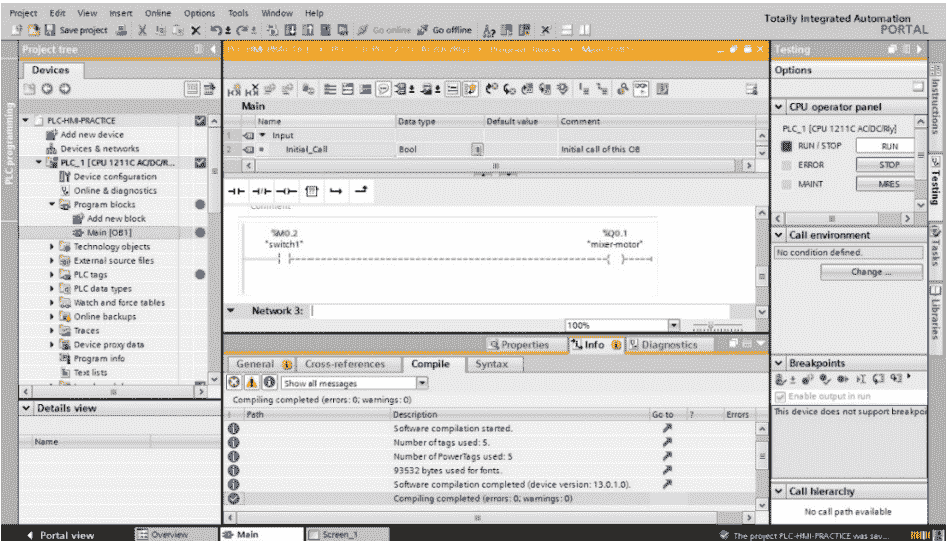 Project Edit View Insert Online Options Tools Window Help
Totally Integrated Automation
PORTAL
Save project
Go online
Go offline
Project tree
Devices
PLC programming
PLC-HMI-PRACTICE
Add new device
Devices & networks
PLC_1 [CPU 1211C AC/DC/R...
Device configuration
Online & diagnostics
Program blocks
Add new block
Main [OB1]
Technology objects
External source files
PLC tags
PLC data types
Watch and force tables
Online backups
Traces
Device proxy data
Program info
Text lists
Details view
Name
Main
Name Data type Default value Comment
1 Input
2 Initial_Call Bool Initial call of this OB
Comment
%M0.2
"switch1"
%Q0.1
"mixer-motor"
Network 3:
100%
Properties Info Diagnostics
General Cross-references Compile Syntax
Show all messages
Compiling completed (errors: 0; warnings: 0)
! Path Description Go to ? Errors
Software compilation started.
Number of tags used: 5.
Number of PowerTags used: 5
93532 bytes used for fonts.
Software compilation completed (device version: 13.0.1.0).
Compiling completed (errors: 0; warnings: 0)
Testing
Options
CPU operator panel
PLC_1 [CPU 1211C AC/DC/Rly]
RUN / STOP RUN
ERROR STOP
MAINT MRES
Call environment
No condition defined.
Change ...
Breakpoints
Enable output in run
This device does not support breakpoi
Call hierarchy
No call path available
Instructions
Testing
Tasks
Libraries
Portal view Overview Main Screen_1
The project PLC-HMI-PRACTICE was sav...